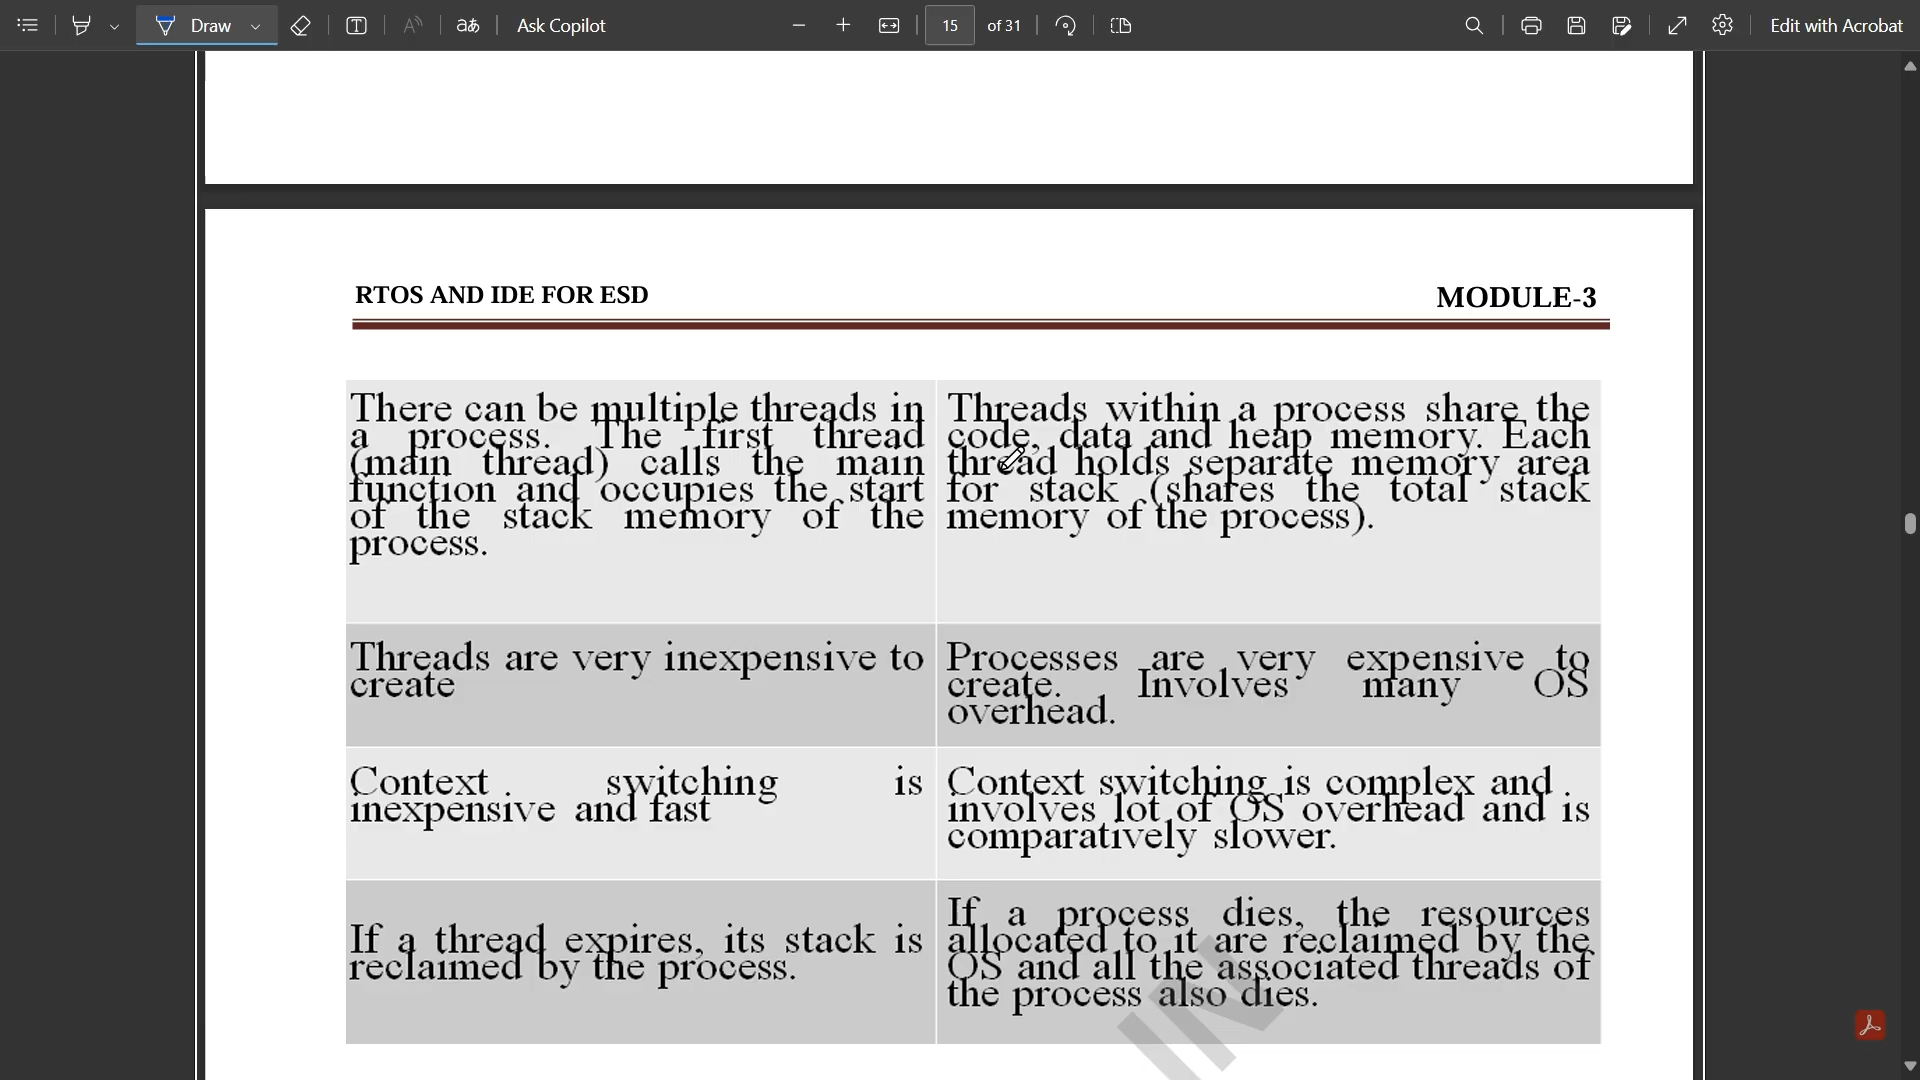 Draw
aあ
Ask Copilot
15 of 31
Edit with Acrobat
RTOS AND IDE FOR ESD
MODULE-3
There can be multiple threads in
a process. The first thread
(main thread) calls the main
function and occupies the start
of the stack memory of the
process.
Threads within a process share the
code, data and heap memory. Each
thread holds separate memory area
for stack (shares the total stack
memory of the process).
Threads are very inexpensive to
create
Processes are very expensive to
create. Involves many OS
overhead.
Context switching is
inexpensive and fast
Context switching is complex and
involves lot of OS overhead and is
comparatively slower.
If a thread expires, its stack is
reclaimed by the process.
If a process dies, the resources
allocated to it are reclaimed by the
OS and all the associated threads of
the process also dies.
IN